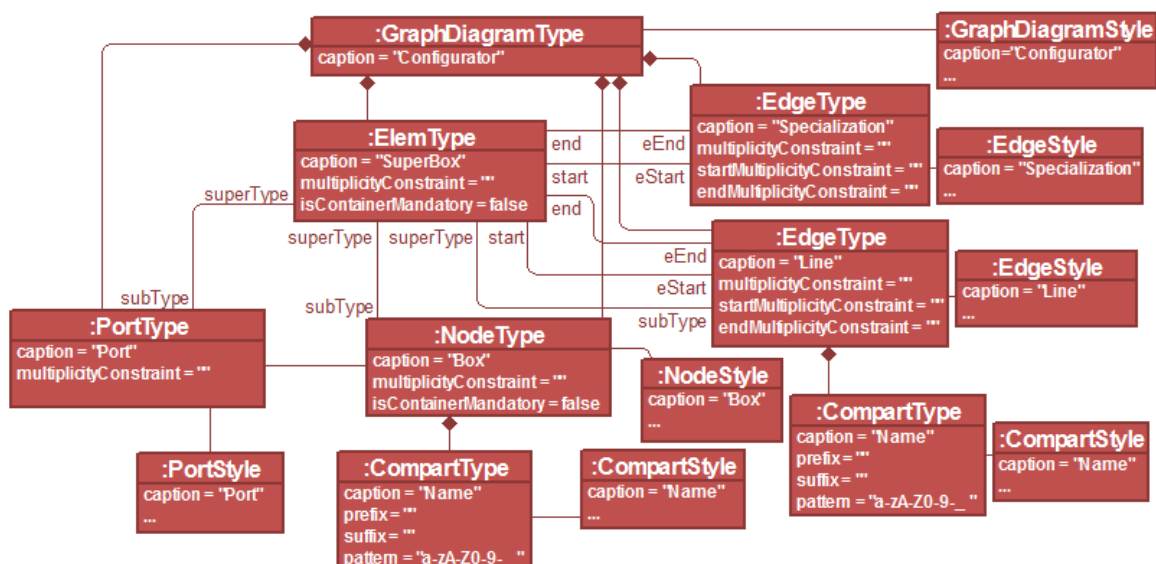 :GraphDiagramType
caption = "Configurator"
:GraphDiagramStyle
caption="Configurator"
...
:EdgeType
caption = "Specialization"
multiplicityConstraint = ""
startMultiplicityConstraint = ""
endMultiplicityConstraint = ""
:EdgeStyle
caption = "Specialization"
...
:ElemType
caption = "SuperBox"
multiplicityConstraint = ""
isContainerMandatory = false
end
eEnd
start
eStart
end
eEnd
superType
superType
superType
start
eStart
subType
subType
subType
:EdgeType
caption = "Line"
multiplicityConstraint = ""
startMultiplicityConstraint = ""
endMultiplicityConstraint = ""
:EdgeStyle
caption = "Line"
...
:PortType
caption = "Port"
multiplicityConstraint = ""
:NodeType
caption = "Box"
multiplicityConstraint = ""
isContainerMandatory = false
:NodeStyle
caption = "Box"
...
:PortStyle
caption = "Port"
...
:CompartType
caption = "Name"
prefix = ""
suffix = ""
pattern = "a-zA-Z0-9-_"
:CompartStyle
caption = "Name"
...
:CompartType
caption = "Name"
prefix = ""
suffix = ""
pattern = "a-zA-Z0-9-_"
:CompartStyle
caption = "Name"
...